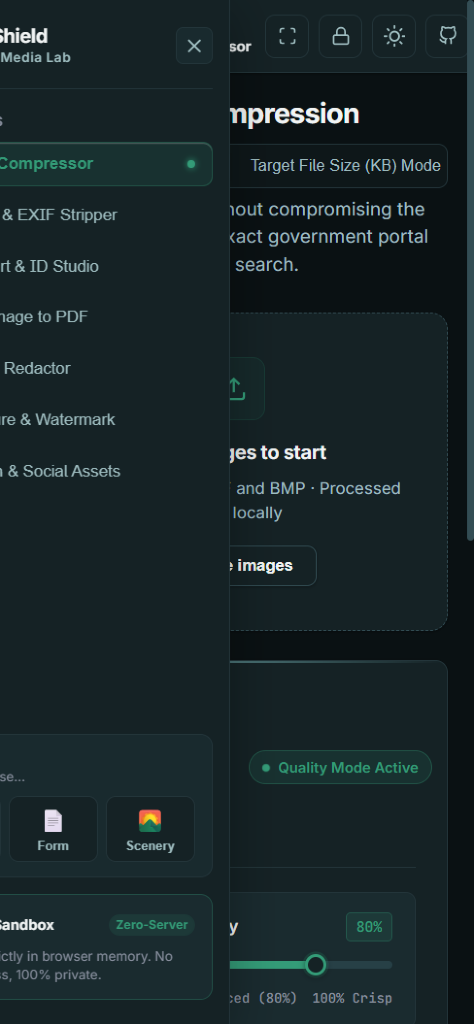 Shield
Media Lab
sor
S
mpression
Compressor
Target File Size (KB) Mode
& EXIF Stripper
hout compromising the
xact government portal
search.
rt & ID Studio
mage to PDF
Redactor
re & Watermark
n & Social Assets
ges to start
and BMP · Processed
locally
e images
Quality Mode Active
se...
Form
Scenery
Sandbox
Zero-Server
ctly in browser memory. No
ss, 100% private.
y
80%
ced (80%)
100% Crisp